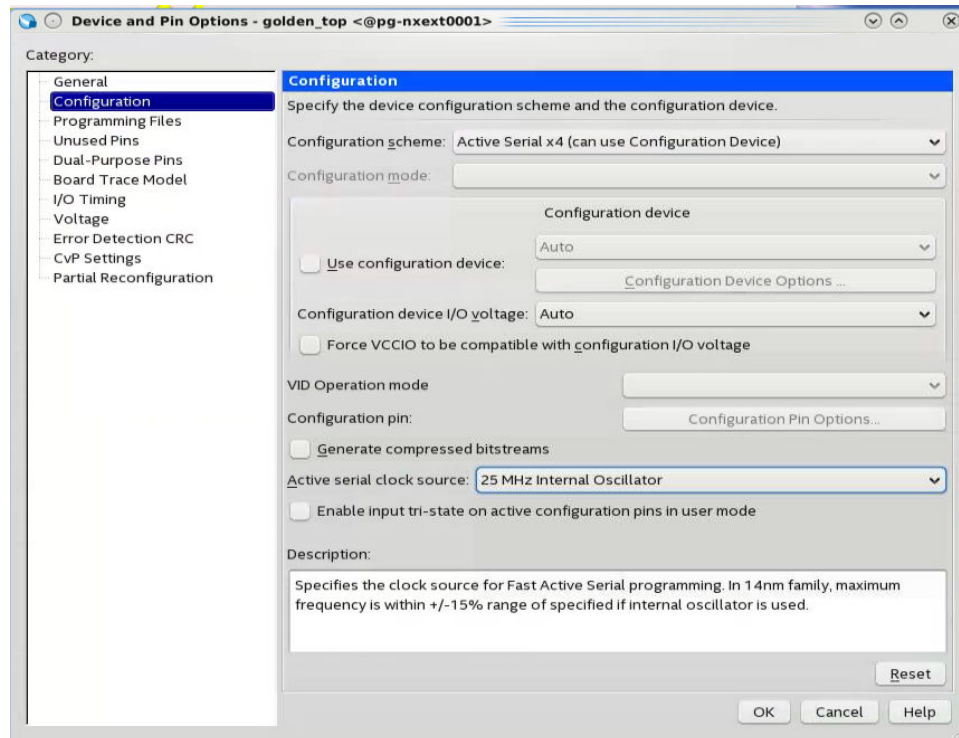 Device and Pin Options - golden_top <@pg-nxext0001>
Category:
General
Configuration
Programming Files
Unused Pins
Dual-Purpose Pins
Board Trace Model
I/O Timing
Voltage
Error Detection CRC
CvP Settings
Partial Reconfiguration
Configuration
Specify the device configuration scheme and the configuration device.
Configuration scheme: Active Serial x4 (can use Configuration Device)
Configuration mode:
Configuration device
Auto
Use configuration device:
Configuration Device Options ...
Configuration device I/O voltage: Auto
Force VCCIO to be compatible with configuration I/O voltage
VID Operation mode
Configuration pin: Configuration Pin Options...
Generate compressed bitstreams
Active serial clock source: 25 MHz Internal Oscillator
Enable input tri-state on active configuration pins in user mode
Description:
Specifies the clock source for Fast Active Serial programming. In 14nm family, maximum
frequency is within +/-15% range of specified if internal oscillator is used.
Reset
OK Cancel Help